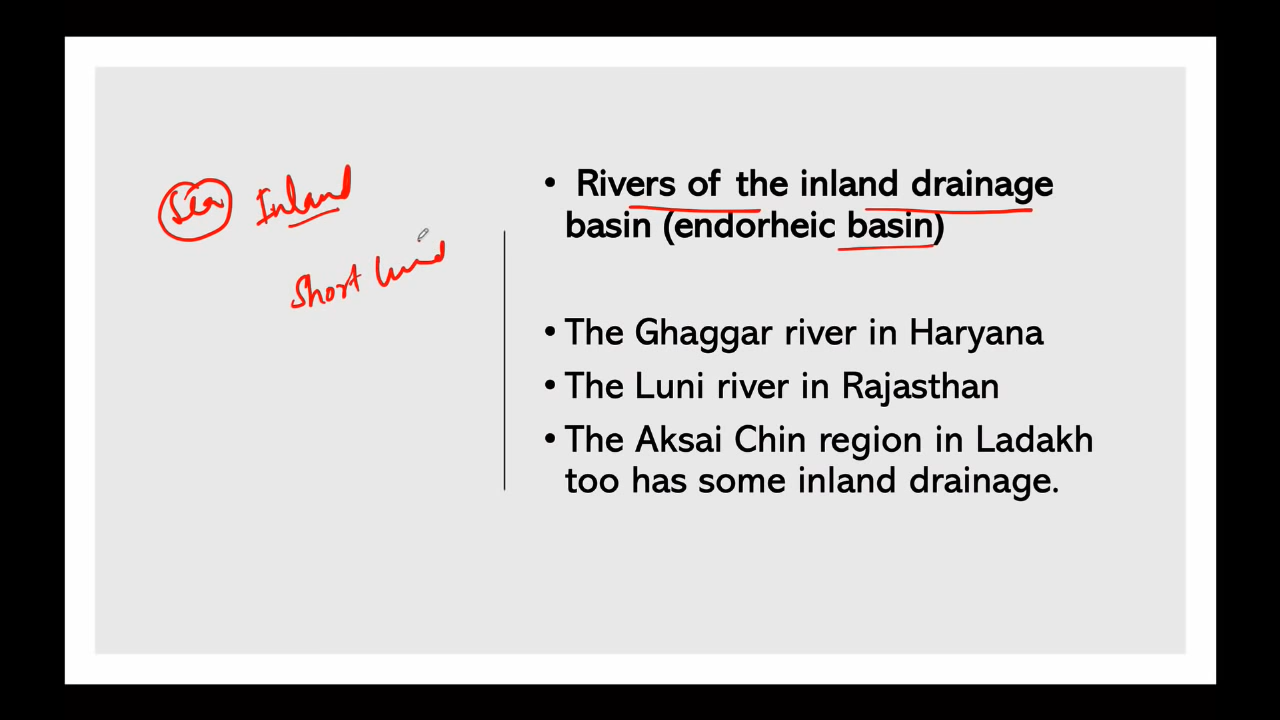 Sea Inland
Short lived
• Rivers of the inland drainage
basin (endorheic basin)
• The Ghaggar river in Haryana
• The Luni river in Rajasthan
• The Aksai Chin region in Ladakh
too has some inland drainage.